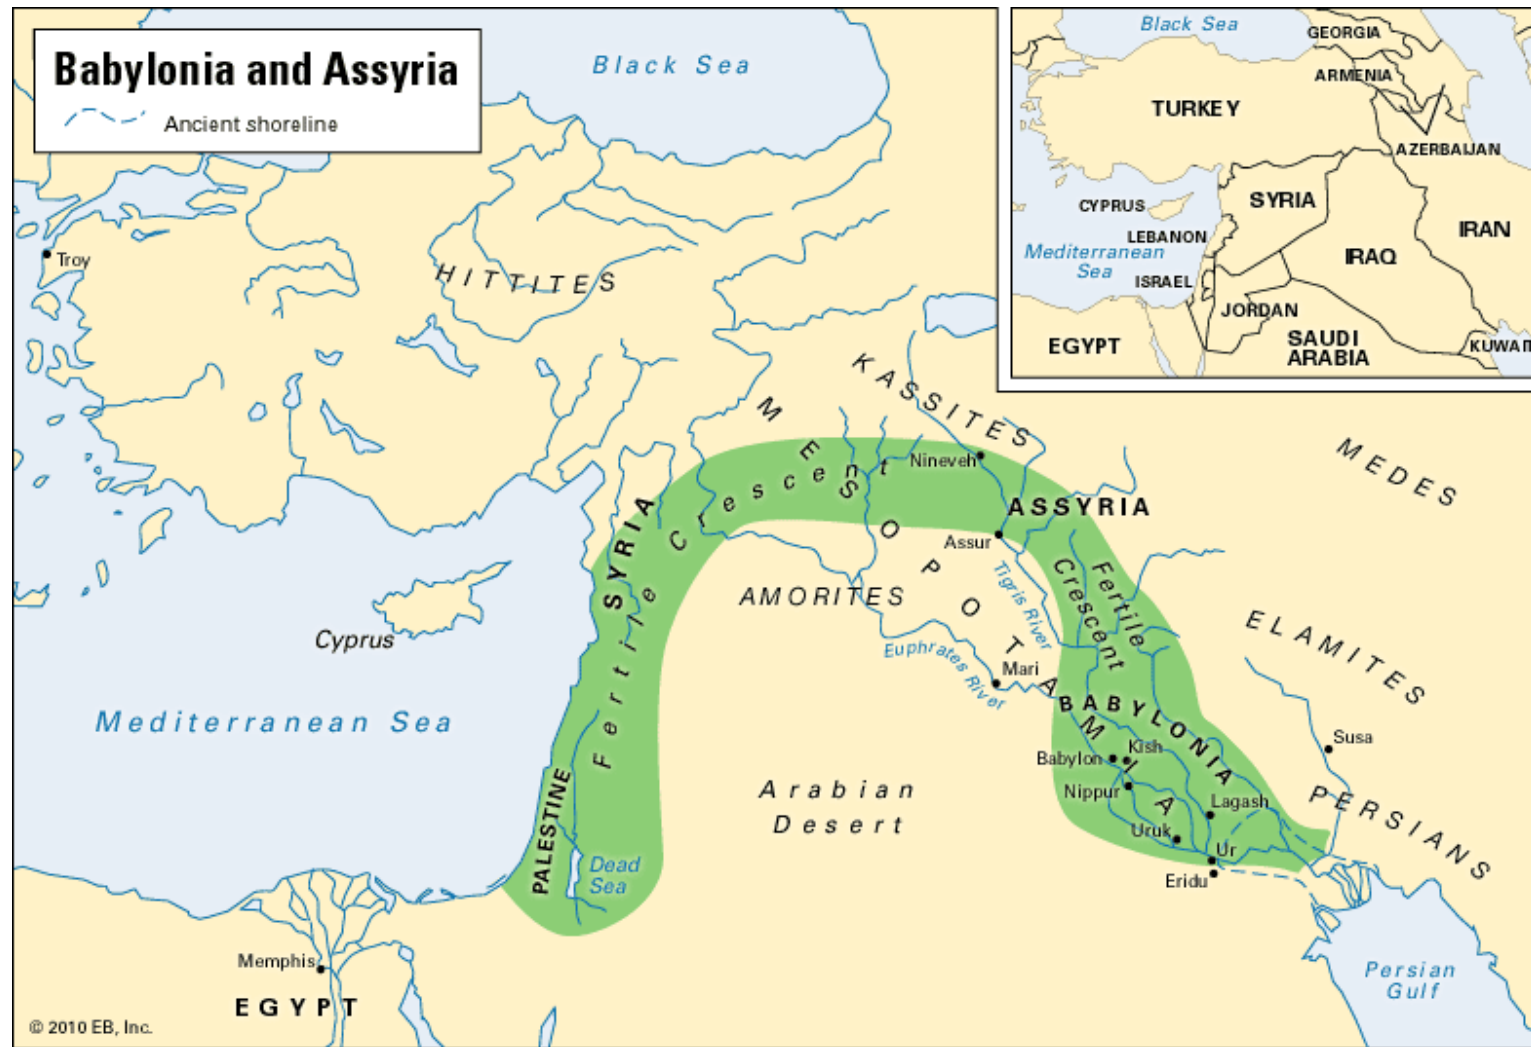 Babylonia and Assyria
Ancient shoreline
Black Sea
Troy
HITTITES
KASSITES
MESOPOTAMIA
Nineveh
MEDES
Fertile Crescent
SYRIA
ASSYRIA
Assur
Tigris River
Fertile
Crescent
AMORITES
Cyprus
Euphrates River
Mari
ELAMITES
Mediterranean Sea
BABYLONIA
Susa
Babylon
Kish
Nippur
Lagash
PERSIANS
Arabian
Desert
Uruk
Ur
Eridu
PALESTINE
Dead
Sea
Memphis
EGYPT
Persian
Gulf
© 2010 EB, Inc.
Black Sea
GEORGIA
ARMENIA
TURKEY
AZERBAIJAN
CYPRUS
SYRIA
LEBANON
IRAN
Mediterranean
Sea
IRAQ
ISRAEL
JORDAN
EGYPT
SAUDI
ARABIA
KUWAIT